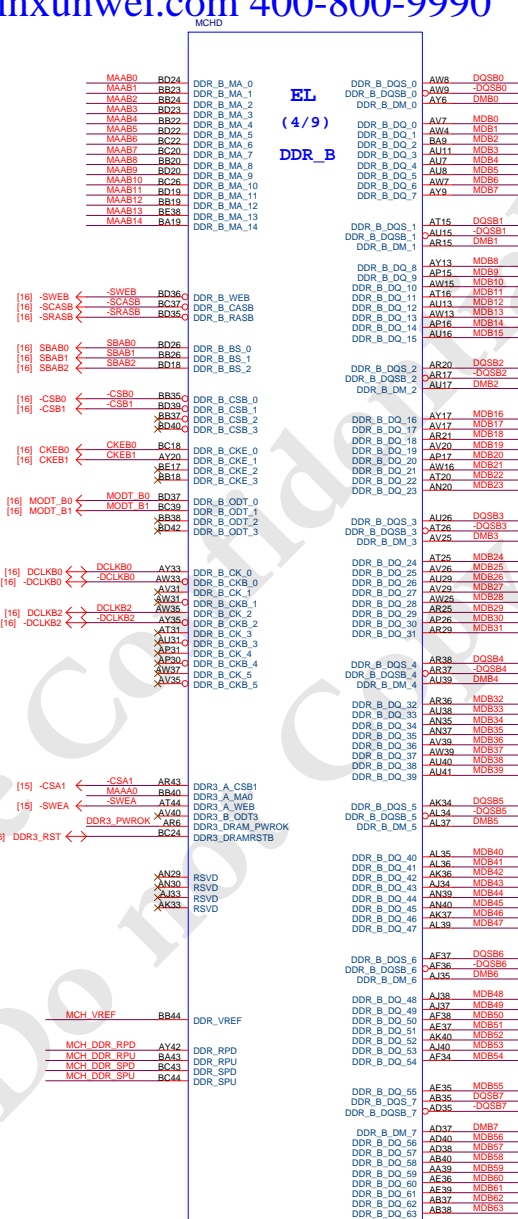 inxunwei.com 400-800-9990
MCHD
EL
(4/9)
DDR_B
MAAB0 BD24 DDR_B_MA_0
MAAB1 BB23 DDR_B_MA_1
MAAB2 BB24 DDR_B_MA_2
MAAB3 BD23 DDR_B_MA_3
MAAB4 BB22 DDR_B_MA_4
MAAB5 BD22 DDR_B_MA_5
MAAB6 BC22 DDR_B_MA_6
MAAB7 BC20 DDR_B_MA_7
MAAB8 BB20 DDR_B_MA_8
MAAB9 BD20 DDR_B_MA_9
MAAB10 BC26 DDR_B_MA_10
MAAB11 BD19 DDR_B_MA_11
MAAB12 BB19 DDR_B_MA_12
MAAB13 BE38 DDR_B_MA_13
MAAB14 BA19 DDR_B_MA_14
[16] -SWEB -SWEB BD36 DDR_B_WEB
[16] -SCASB -SCASB BC37 DDR_B_CASB
[16] -SRASB -SRASB BD35 DDR_B_RASB
[16] SBAB0 SBAB0 BD26 DDR_B_BS_0
[16] SBAB1 SBAB1 BB26 DDR_B_BS_1
[16] SBAB2 SBAB2 BD18 DDR_B_BS_2
[16] -CSB0 -CSB0 BB35 DDR_B_CSB_0
[16] -CSB1 -CSB1 BD39 DDR_B_CSB_1
BB37 DDR_B_CSB_2
BD40 DDR_B_CSB_3
[16] CKEB0 CKEB0 BC18 DDR_B_CKE_0
[16] CKEB1 CKEB1 AY20 DDR_B_CKE_1
BE17 DDR_B_CKE_2
BB18 DDR_B_CKE_3
[16] MODT_B0 MODT_B0 BD37 DDR_B_ODT_0
[16] MODT_B1 MODT_B1 BC39 DDR_B_ODT_1
BB38 DDR_B_ODT_2
BD42 DDR_B_ODT_3
[16] DCLKB0 DCLKB0 AY33 DDR_B_CK_0
[16] -DCLKB0 -DCLKB0 AW33 DDR_B_CKB_0
AV31 DDR_B_CK_1
AW31 DDR_B_CKB_1
[16] DCLKB2 DCLKB2 AW35 DDR_B_CK_2
[16] -DCLKB2 -DCLKB2 AY35 DDR_B_CKB_2
AT31 DDR_B_CK_3
AU31 DDR_B_CKB_3
AP31 DDR_B_CK_4
AP30 DDR_B_CKB_4
AW37 DDR_B_CK_5
AV35 DDR_B_CKB_5
[15] -CSA1 -CSA1 AR43 DDR3_A_CSB1
MAAA0 BB40 DDR3_A_MA0
[15] -SWEA -SWEA AT44 DDR3_A_WEB
AV40 DDR3_B_ODT3
DDR3_PWROK AR6 DDR3_DRAM_PWROK
DDR3_RST BC24 DDR3_DRAMRSTB
AN29 RSVD
AN30 RSVD
AJ33 RSVD
AK33 RSVD
MCH_VREF BB44 DDR_VREF
MCH_DDR_RPD AY42 DDR_RPD
MCH_DDR_RPU BA43 DDR_RPU
MCH_DDR_SPD BC43 DDR_SPD
MCH_DDR_SPU BC44 DDR_SPU
DDR_B_DQS_0 AW8 DQSB0
DDR_B_DQSB_0 AW9 -DQSB0
DDR_B_DM_0 AY6 DMB0
DDR_B_DQ_0 AV7 MDB0
DDR_B_DQ_1 AW4 MDB1
DDR_B_DQ_2 BA9 MDB2
DDR_B_DQ_3 AU11 MDB3
DDR_B_DQ_4 AU7 MDB4
DDR_B_DQ_5 AU8 MDB5
DDR_B_DQ_6 AW7 MDB6
DDR_B_DQ_7 AY9 MDB7
DDR_B_DQS_1 AT15 DQSB1
DDR_B_DQSB_1 AU15 -DQSB1
DDR_B_DM_1 AR15 DMB1
DDR_B_DQ_8 AY13 MDB8
DDR_B_DQ_9 AP15 MDB9
DDR_B_DQ_10 AW15 MDB10
DDR_B_DQ_11 AT16 MDB11
DDR_B_DQ_12 AU13 MDB12
DDR_B_DQ_13 AW13 MDB13
DDR_B_DQ_14 AP16 MDB14
DDR_B_DQ_15 AU16 MDB15
DDR_B_DQS_2 AR20 DQSB2
DDR_B_DQSB_2 AR17 -DQSB2
DDR_B_DM_2 AU17 DMB2
DDR_B_DQ_16 AY17 MDB16
DDR_B_DQ_17 AV17 MDB17
DDR_B_DQ_18 AR21 MDB18
DDR_B_DQ_19 AV20 MDB19
DDR_B_DQ_20 AP17 MDB20
DDR_B_DQ_21 AW16 MDB21
DDR_B_DQ_22 AT20 MDB22
DDR_B_DQ_23 AN20 MDB23
DDR_B_DQS_3 AU26 DQSB3
DDR_B_DQSB_3 AT26 -DQSB3
DDR_B_DM_3 AV25 DMB3
DDR_B_DQ_24 AT25 MDB24
DDR_B_DQ_25 AV26 MDB25
DDR_B_DQ_26 AU29 MDB26
DDR_B_DQ_27 AV29 MDB27
DDR_B_DQ_28 AW25 MDB28
DDR_B_DQ_29 AR25 MDB29
DDR_B_DQ_30 AP26 MDB30
DDR_B_DQ_31 AR29 MDB31
DDR_B_DQS_4 AR38 DQSB4
DDR_B_DQSB_4 AR37 -DQSB4
DDR_B_DM_4 AU39 DMB4
DDR_B_DQ_32 AR36 MDB32
DDR_B_DQ_33 AU38 MDB33
DDR_B_DQ_34 AN35 MDB34
DDR_B_DQ_35 AN37 MDB35
DDR_B_DQ_36 AV39 MDB36
DDR_B_DQ_37 AW39 MDB37
DDR_B_DQ_38 AU40 MDB38
DDR_B_DQ_39 AU41 MDB39
DDR_B_DQS_5 AK34 DQSB5
DDR_B_DQSB_5 AL34 -DQSB5
DDR_B_DM_5 AL37 DMB5
DDR_B_DQ_40 AL35 MDB40
DDR_B_DQ_41 AL36 MDB41
DDR_B_DQ_42 AK36 MDB42
DDR_B_DQ_43 AJ34 MDB43
DDR_B_DQ_44 AN39 MDB44
DDR_B_DQ_45 AN40 MDB45
DDR_B_DQ_46 AK37 MDB46
DDR_B_DQ_47 AL39 MDB47
DDR_B_DQS_6 AF37 DQSB6
DDR_B_DQSB_6 AF36 -DQSB6
DDR_B_DM_6 AJ35 DMB6
DDR_B_DQ_48 AJ38 MDB48
DDR_B_DQ_49 AJ37 MDB49
DDR_B_DQ_50 AF38 MDB50
DDR_B_DQ_51 AE37 MDB51
DDR_B_DQ_52 AK40 MDB52
DDR_B_DQ_53 AJ40 MDB53
DDR_B_DQ_54 AF34 MDB54
DDR_B_DQ_55 AE35 MDB55
DDR_B_DQS_7 AB35 DQSB7
DDR_B_DQSB_7 AD35 -DQSB7
DDR_B_DM_7 AD37 DMB7
DDR_B_DQ_56 AD40 MDB56
DDR_B_DQ_57 AD38 MDB57
DDR_B_DQ_58 AB40 MDB58
DDR_B_DQ_59 AA39 MDB59
DDR_B_DQ_60 AE36 MDB60
DDR_B_DQ_61 AE39 MDB61
DDR_B_DQ_62 AB37 MDB62
DDR_B_DQ_63 AB38 MDB63
Confidential
Do not Copy